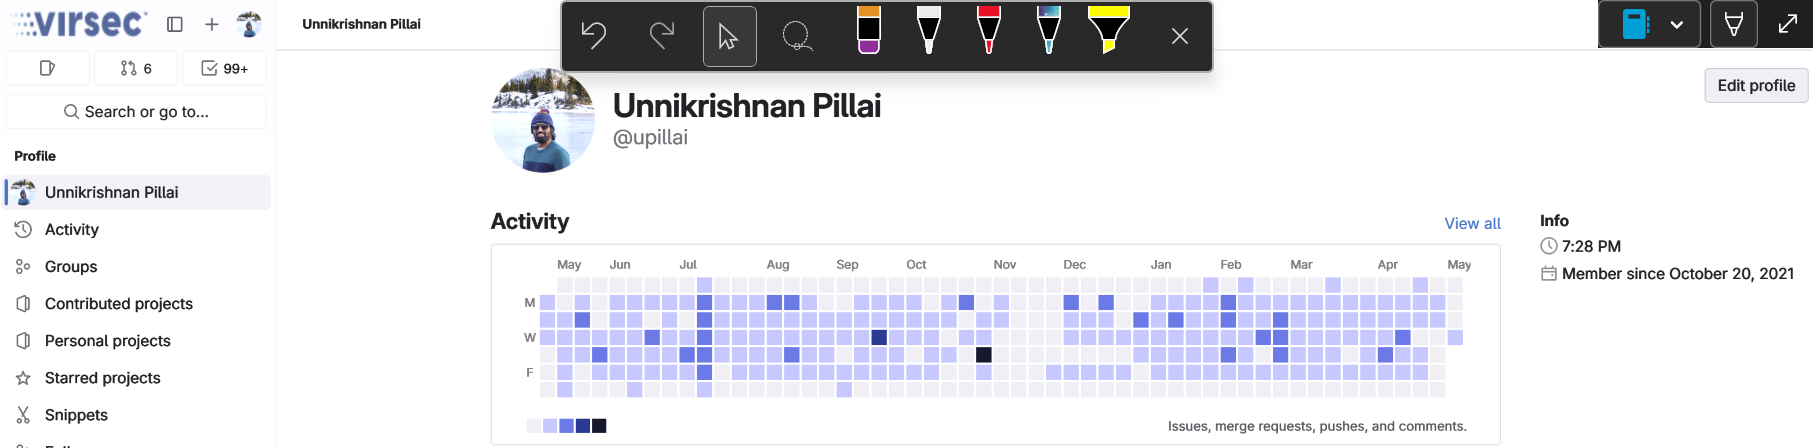 virsec
Unnikrishnan Pillai
6
99+
Search or go to...
Profile
Unnikrishnan Pillai
Activity
Groups
Contributed projects
Personal projects
Starred projects
Snippets
Unnikrishnan Pillai
@upillai
Edit profile
Activity
View all
May Jun Jul Aug Sep Oct Nov Dec Jan Feb Mar Apr May
M
W
F
Issues, merge requests, pushes, and comments.
Info
7:28 PM
Member since October 20, 2021